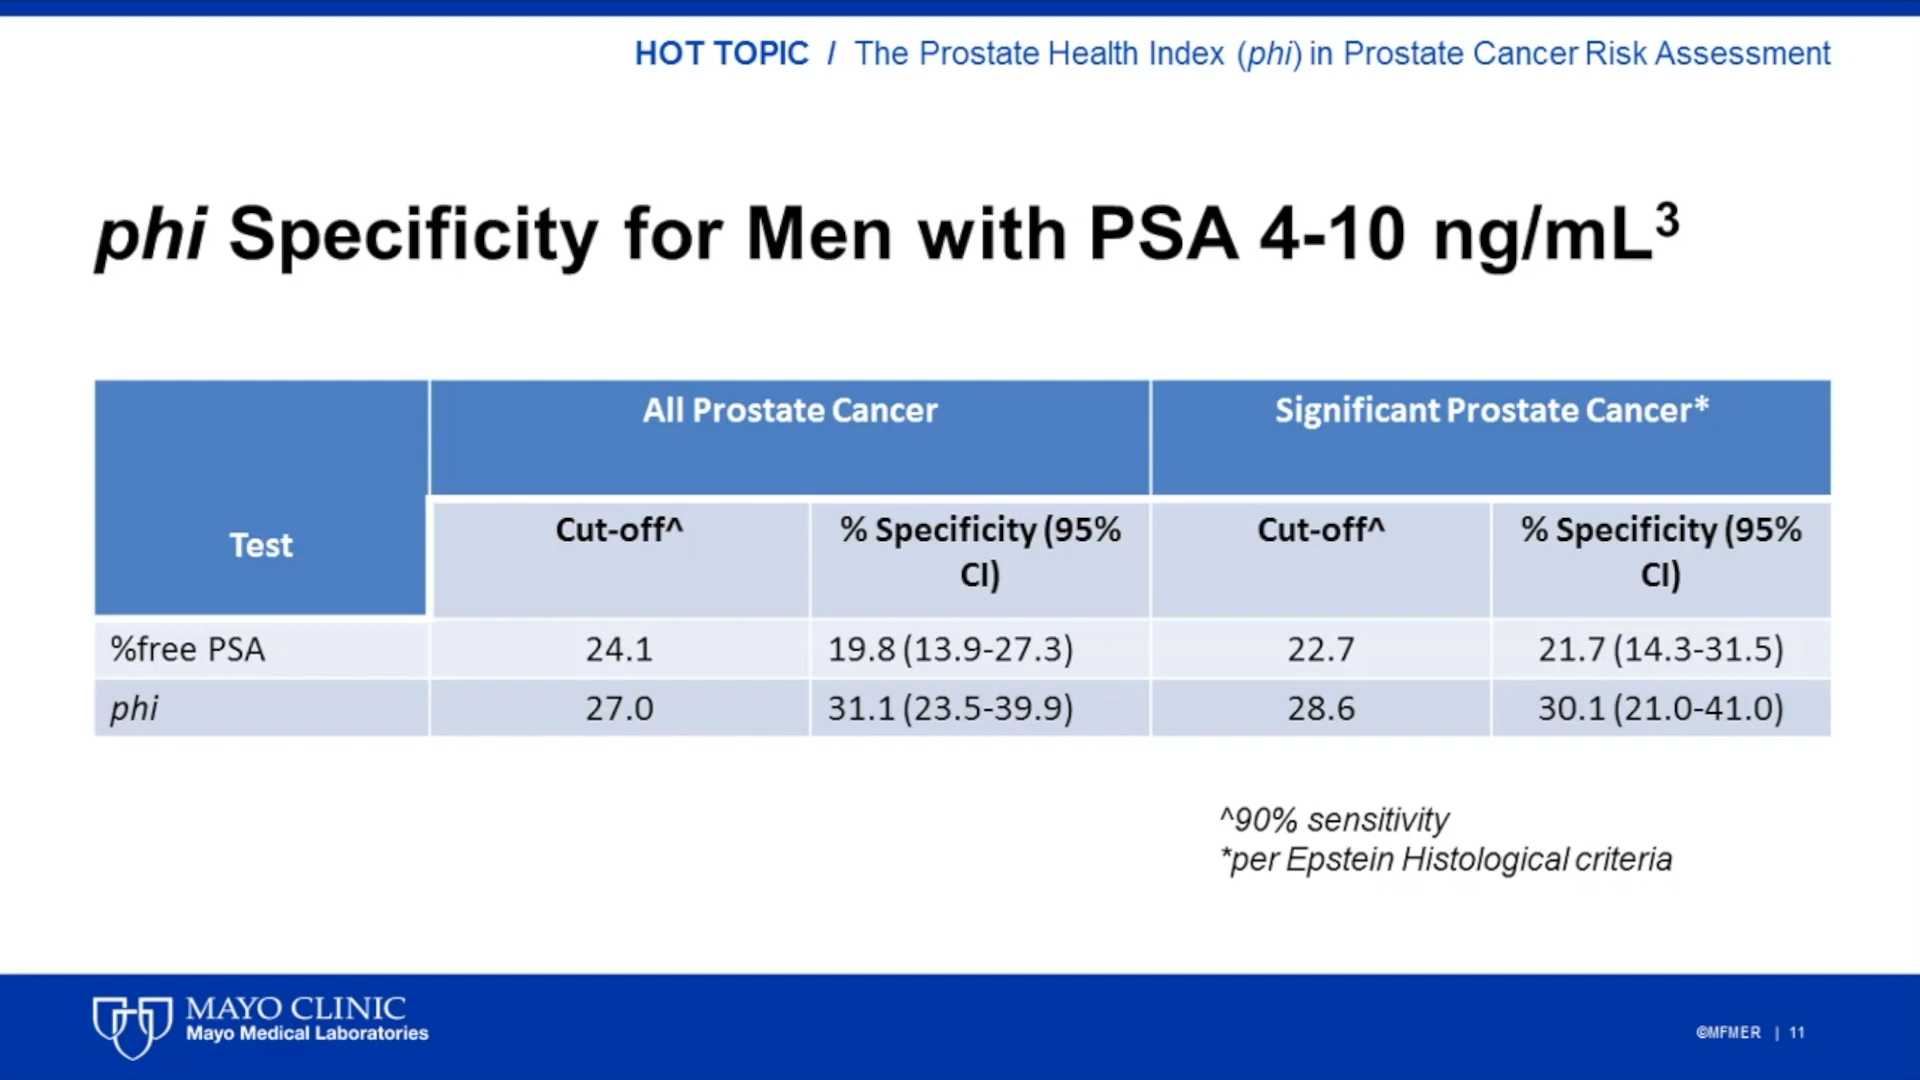 HOT TOPIC / The Prostate Health Index (phi) in Prostate Cancer Risk Assessment
phi Specificity for Men with PSA 4-10 ng/mL³
All Prostate Cancer
Significant Prostate Cancer*
Test
Cut-off^
% Specificity (95%
CI)
Cut-off^
% Specificity (95%
CI)
%free PSA 24.1 19.8 (13.9-27.3) 22.7 21.7 (14.3-31.5)
phi 27.0 31.1 (23.5-39.9) 28.6 30.1 (21.0-41.0)
^90% sensitivity
*per Epstein Histological criteria
MAYO CLINIC
Mayo Medical Laboratories
©MFMER | 11